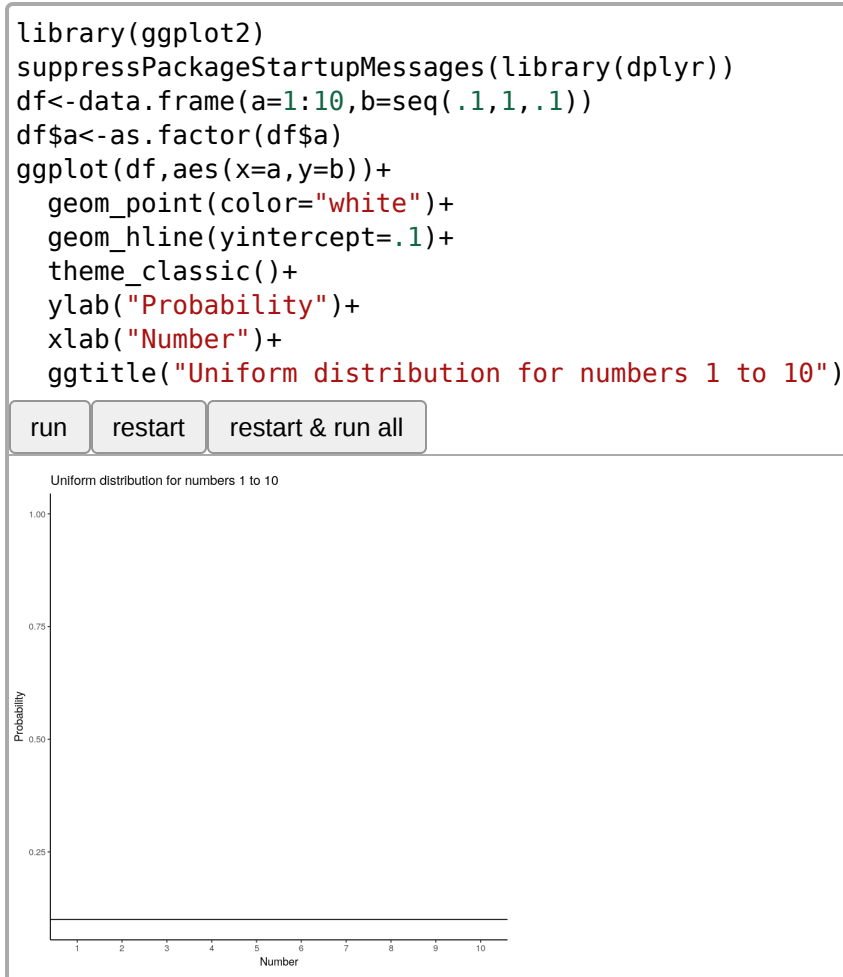 library(ggplot2)
suppressPackageStartupMessages(library(dplyr))
df<-data.frame(a=1:10,b=seq(.1,1,.1))
df$a<-as.factor(df$a)
ggplot(df,aes(x=a,y=b))+
  geom_point(color="white")+
  geom_hline(yintercept=.1)+
  theme_classic()+
  ylab("Probability")+
  xlab("Number")+
  ggtitle("Uniform distribution for numbers 1 to 10")
run restart restart & run all
Uniform distribution for numbers 1 to 10
1.00
0.75
Probability
0.50
0.25
1 2 3 4 5 6 7 8 9 10
Number